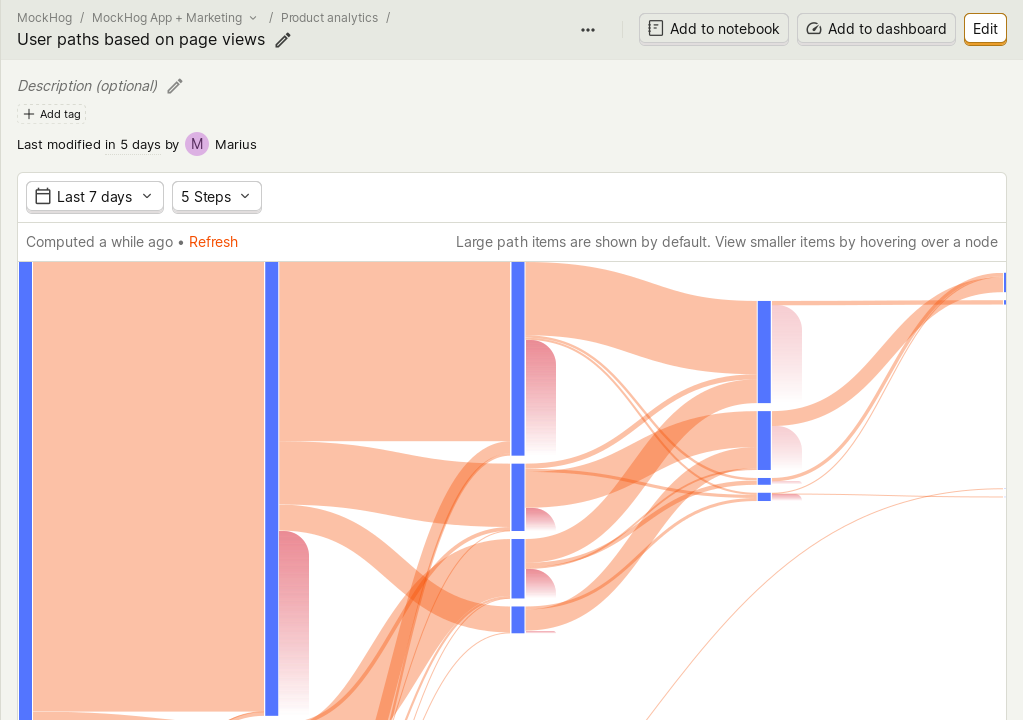 MockHog / MockHog App + Marketing / Product analytics /
User paths based on page views
Add to notebook
Add to dashboard
Edit
Description (optional)
Add tag
Last modified in 5 days by M Marius
Last 7 days
5 Steps
Computed a while ago • Refresh
Large path items are shown by default. View smaller items by hovering over a node